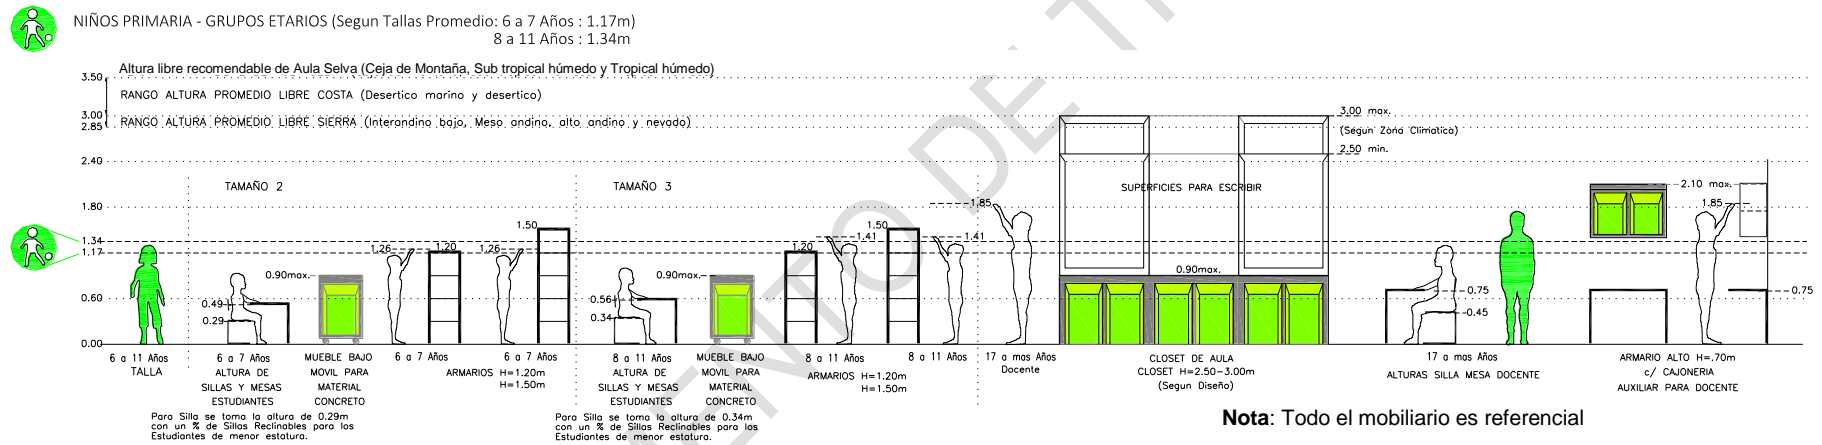 NIÑOS PRIMARIA - GRUPOS ETARIOS (Segun Tallas Promedio: 6 a 7 Años : 1.17m)
8 a 11 Años : 1.34m
Altura libre recomendable de Aula Selva (Ceja de Montaña, Sub tropical húmedo y Tropical húmedo)
3.50
RANGO ALTURA PROMEDIO LIBRE COSTA (Desertico marino y desertico)
3.00
2.85
RANGO ALTURA PROMEDIO LIBRE SIERRA (Interandino bajo, Meso andino, alto andino y nevado)
3.00 max.
(Segun Zona Climatica)
2.50 min.
2.40
TAMAÑO 2
TAMAÑO 3
SUPERFICIES PARA ESCRIBIR
2.10 max.
1.80
1.85
1.85
1.50
1.50
1.34
1.17
1.26
1.20
1.26
1.20
1.41
1.41
0.90max.
0.90max.
0.90max.
0.60
0.49
0.29
0.56
0.34
0.75
0.45
0.75
0.00
6 a 11 Años
TALLA
6 a 7 Años
ALTURA DE
SILLAS Y MESAS
ESTUDIANTES
MUEBLE BAJO
MOVIL PARA
MATERIAL
CONCRETO
6 a 7 Años
6 a 7 Años
ARMARIOS H=1.20m
H=1.50m
Para Silla se toma la altura de 0.29m
con un % de Sillas Reclinables para los
Estudiantes de menor estatura.
8 a 11 Años
ALTURA DE
SILLAS Y MESAS
ESTUDIANTES
MUEBLE BAJO
MOVIL PARA
MATERIAL
CONCRETO
8 a 11 Años
8 a 11 Años
ARMARIOS H=1.20m
H=1.50m
Para Silla se toma la altura de 0.34m
con un % de Sillas Reclinables para los
Estudiantes de menor estatura.
17 a mas Años
Docente
CLOSET DE AULA
CLOSET H=2.50-3.00m
(Segun Diseño)
17 a mas Años
ALTURAS SILLA MESA DOCENTE
ARMARIO ALTO H=.70m
c/ CAJONERIA
AUXILIAR PARA DOCENTE
Nota: Todo el mobiliario es referencial